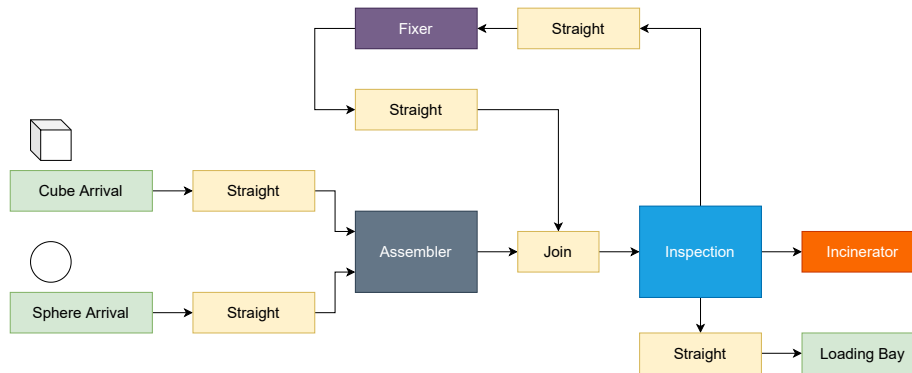 Fixer
Straight
Straight
Cube Arrival
Straight
Assembler
Join
Inspection
Incinerator
Sphere Arrival
Straight
Straight
Loading Bay